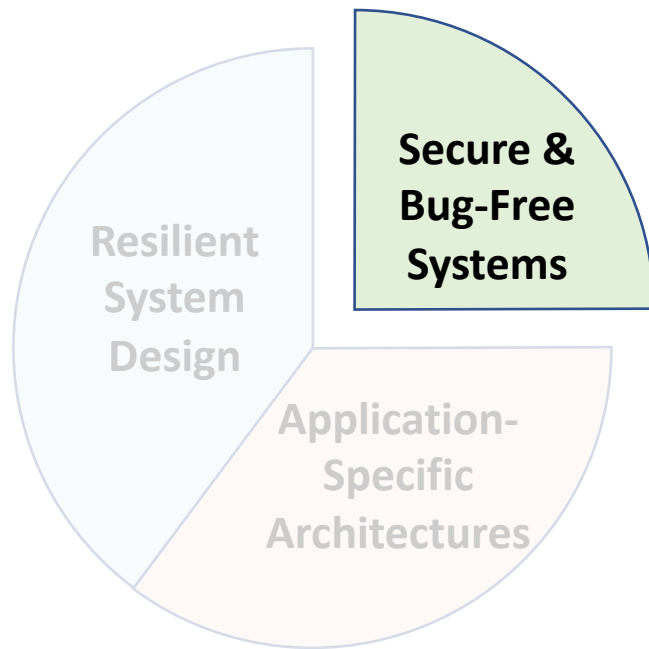 Secure &
Bug-Free
Systems
Resilient
System
Design
Application-
Specific
Architectures